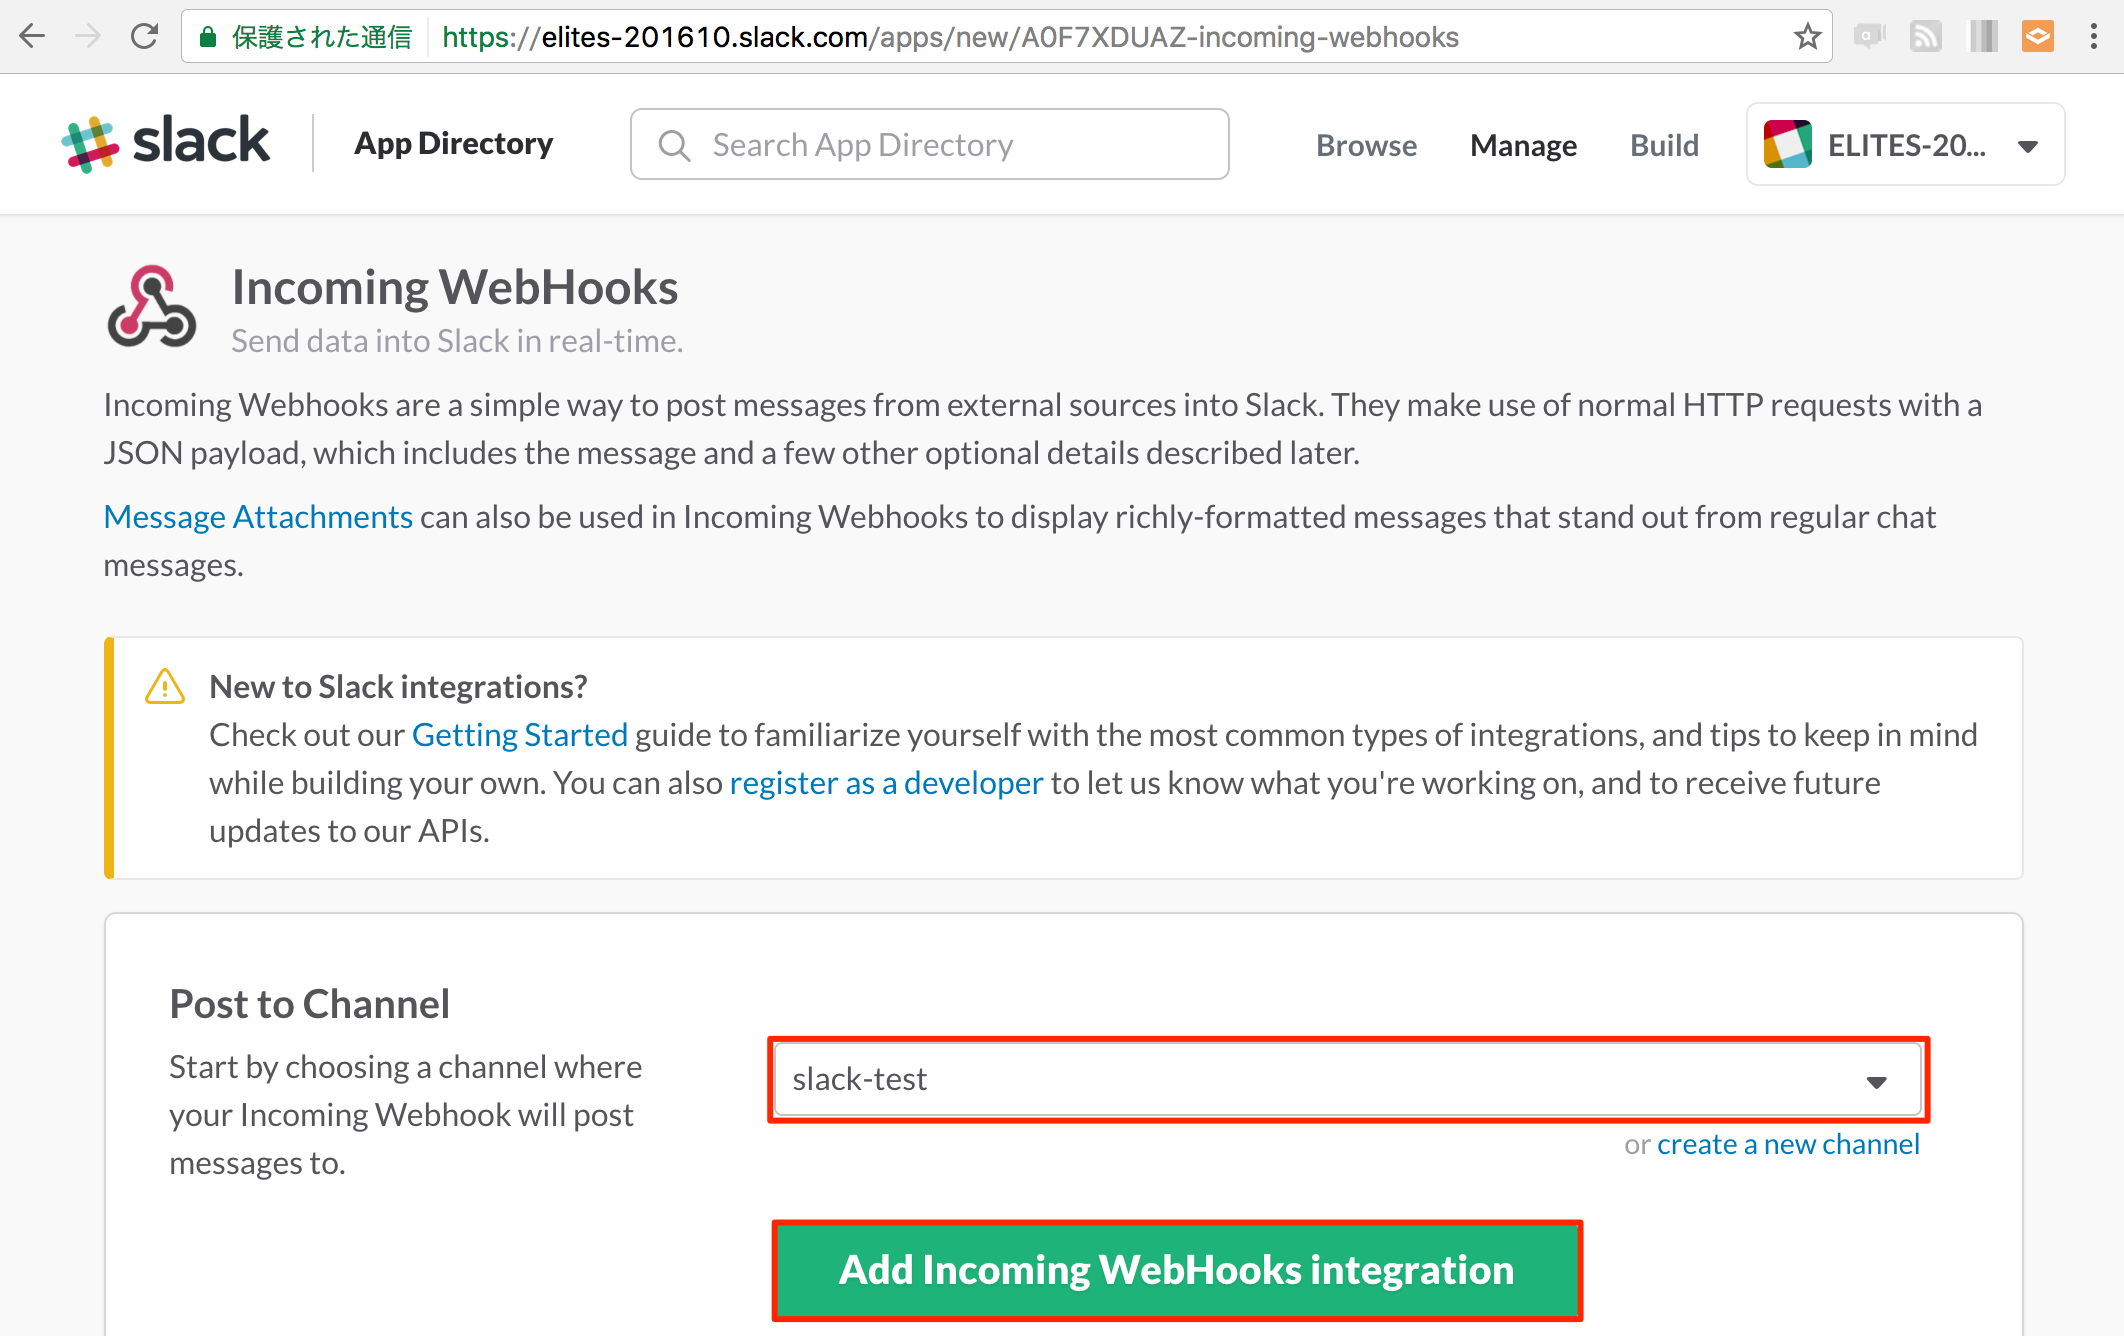 保護された通信 https://elites-201610.slack.com/apps/new/A0F7XDUAZ-incoming-webhooks
slack App Directory Search App Directory Browse Manage Build ELITES-20...
Incoming WebHooks
Send data into Slack in real-time.
Incoming Webhooks are a simple way to post messages from external sources into Slack. They make use of normal HTTP requests with a
JSON payload, which includes the message and a few other optional details described later.
Message Attachments can also be used in Incoming Webhooks to display richly-formatted messages that stand out from regular chat
messages.
New to Slack integrations?
Check out our Getting Started guide to familiarize yourself with the most common types of integrations, and tips to keep in mind
while building your own. You can also register as a developer to let us know what you're working on, and to receive future
updates to our APIs.
Post to Channel
Start by choosing a channel where
your Incoming Webhook will post
messages to.
slack-test
or create a new channel
Add Incoming WebHooks integration